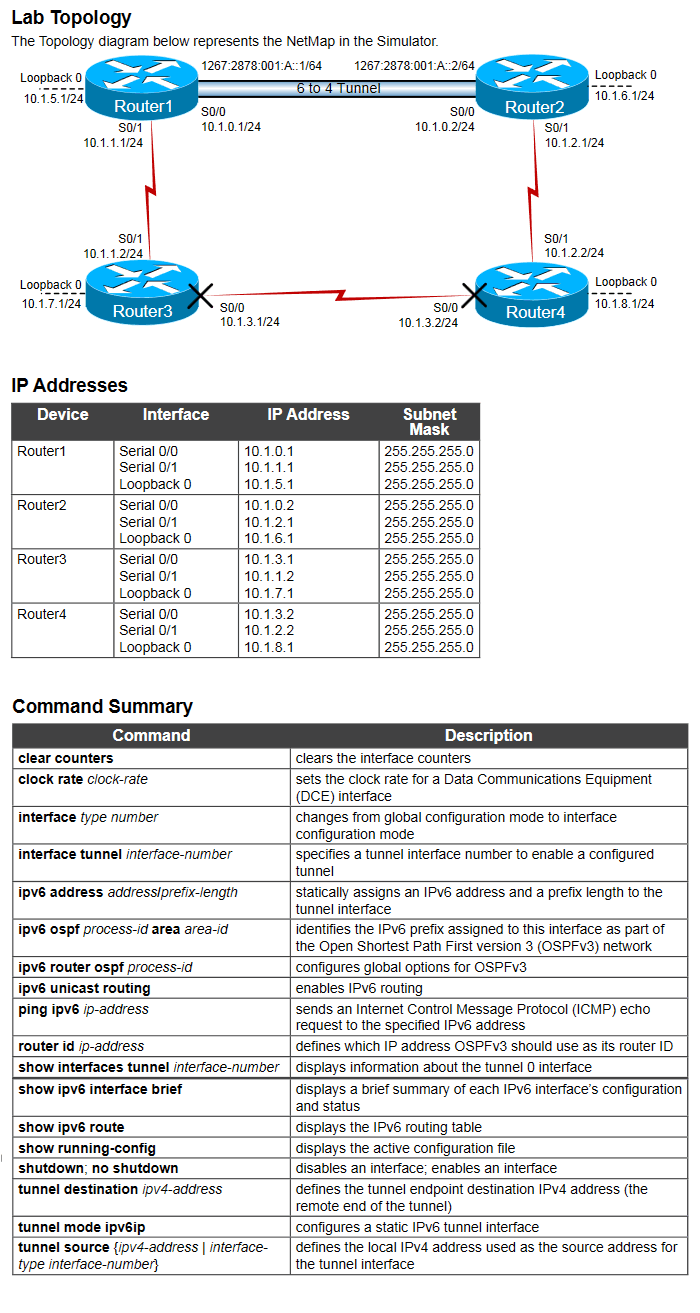 Lab Topology
The Topology diagram below represents the NetMap in the Simulator.
1267:2878:001:A::1/64 1267:2878:001:A::2/64
Loopback 0 Loopback 0
6 to 4 Tunnel
10.1.5.1/24 Router1 Router2 10.1.6.1/24
S0/0 S0/0
10.1.0.1/24 10.1.0.2/24
S0/1 S0/1
10.1.1.1/24 10.1.2.1/24
S0/1 S0/1
10.1.1.2/24 10.1.2.2/24
Loopback 0 Loopback 0
10.1.7.1/24 Router3 Router4 10.1.8.1/24
S0/0 S0/0
10.1.3.1/24 10.1.3.2/24
IP Addresses
Device Interface IP Address Subnet
Mask
Router1 Serial 0/0 10.1.0.1 255.255.255.0
Serial 0/1 10.1.1.1 255.255.255.0
Loopback 0 10.1.5.1 255.255.255.0
Router2 Serial 0/0 10.1.0.2 255.255.255.0
Serial 0/1 10.1.2.1 255.255.255.0
Loopback 0 10.1.6.1 255.255.255.0
Router3 Serial 0/0 10.1.3.1 255.255.255.0
Serial 0/1 10.1.1.2 255.255.255.0
Loopback 0 10.1.7.1 255.255.255.0
Router4 Serial 0/0 10.1.3.2 255.255.255.0
Serial 0/1 10.1.2.2 255.255.255.0
Loopback 0 10.1.8.1 255.255.255.0
Command Summary
Command Description
clear counters clears the interface counters
clock rate clock-rate sets the clock rate for a Data Communications Equipment
(DCE) interface
interface type number changes from global configuration mode to interface
configuration mode
interface tunnel interface-number specifies a tunnel interface number to enable a configured
tunnel
ipv6 address address/prefix-length statically assigns an IPv6 address and a prefix length to the
tunnel interface
ipv6 ospf process-id area area-id identifies the IPv6 prefix assigned to this interface as part of
the Open Shortest Path First version 3 (OSPFv3) network
ipv6 router ospf process-id configures global options for OSPFv3
ipv6 unicast routing enables IPv6 routing
ping ipv6 ip-address sends an Internet Control Message Protocol (ICMP) echo
request to the specified IPv6 address
router id ip-address defines which IP address OSPFv3 should use as its router ID
show interfaces tunnel interface-number displays information about the tunnel 0 interface
show ipv6 interface brief displays a brief summary of each IPv6 interface's configuration
and status
show ipv6 route displays the IPv6 routing table
show running-config displays the active configuration file
shutdown; no shutdown disables an interface; enables an interface
tunnel destination ipv4-address defines the tunnel endpoint destination IPv4 address (the
remote end of the tunnel)
tunnel mode ipv6ip configures a static IPv6 tunnel interface
tunnel source {ipv4-address | interface- defines the local IPv4 address used as the source address for
type interface-number} the tunnel interface